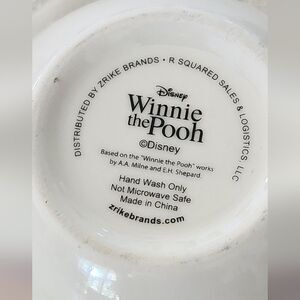 DISTRIBUTED BY ZRIKE BRANDS • R SQUARED SALES & LOGISTICS, LLC
Disney
Winnie
the Pooh
©Disney
Based on the "Winnie the Pooh" works
by A.A. Milne and E.H. Shepard.
Hand Wash Only
Not Microwave Safe
Made in China
zrikebrands.com